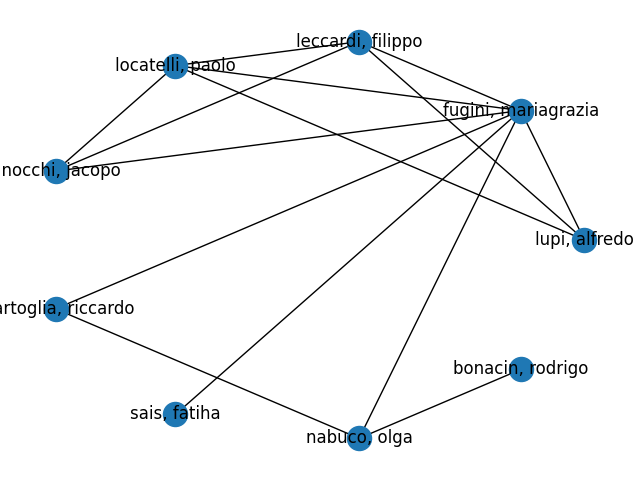 leccardi, filippo
locatelli, paolo
fugini, mariagrazia
nocchi, jacopo
lupi, alfredo
artoglia, riccardo
bonacin, rodrigo
sais, fatiha
nabuco, olga